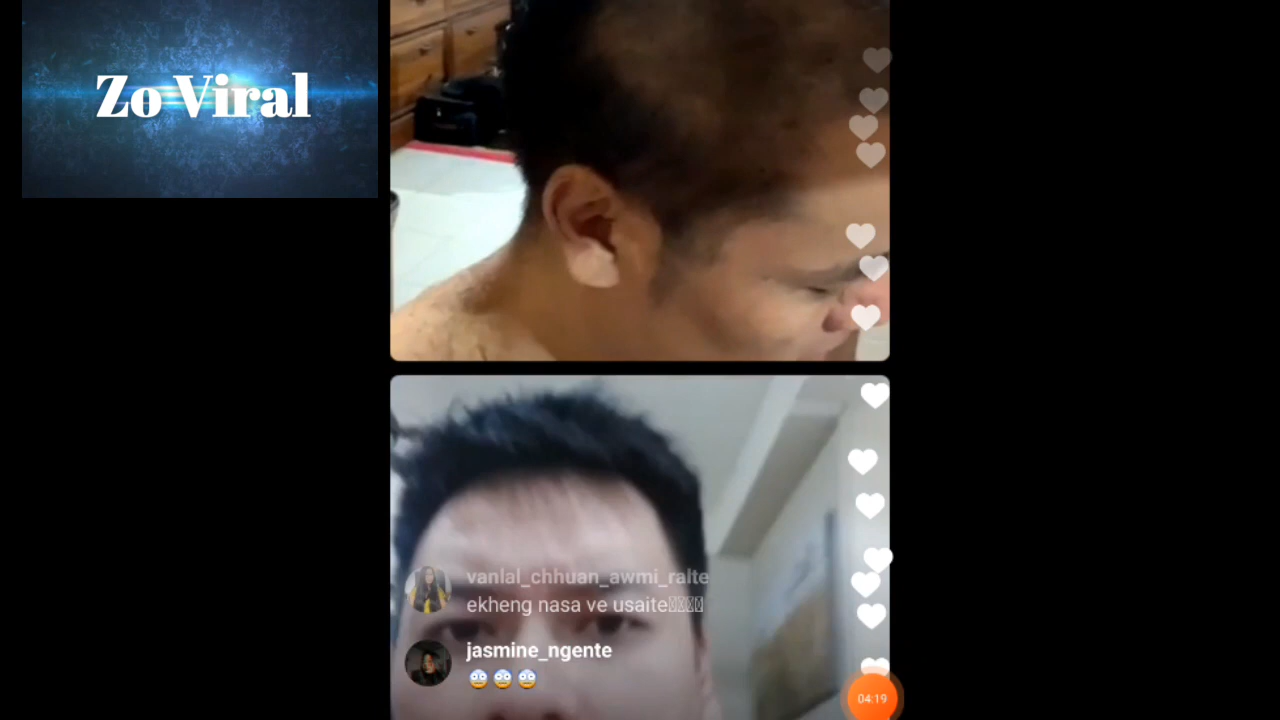 Zo Viral
vanlal_chhuan_awmi_ralte
ekheng nasa ve usaite
jasmine_ngente
04:19